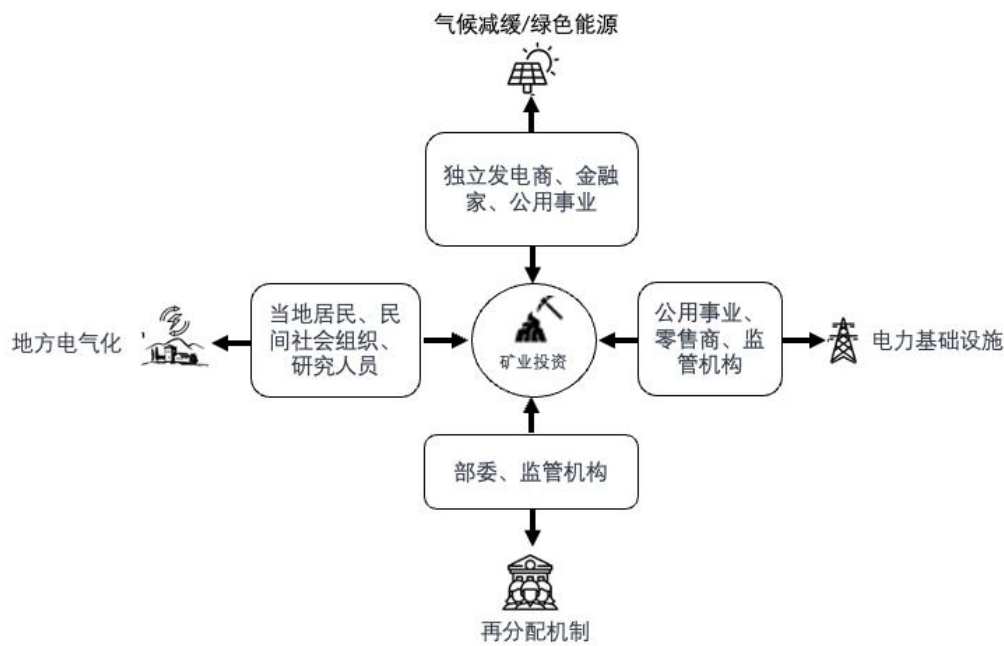 气候减缓/绿色能源
独立发电商、金融
家、公用事业
地方电气化
当地居民、民
间社会组织、
研究人员
矿业投资
公用事业、
零售商、监
管机构
电力基础设施
部委、监管机构
再分配机制